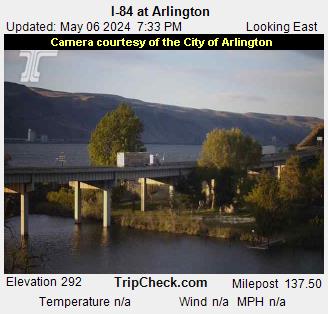 I-84 at Arlington
Updated: May 06 2024 7:33 PM Looking East
Camera courtesy of the City of Arlington
Elevation 292 TripCheck.com Milepost 137.50
Temperature n/a Wind n/a MPH n/a